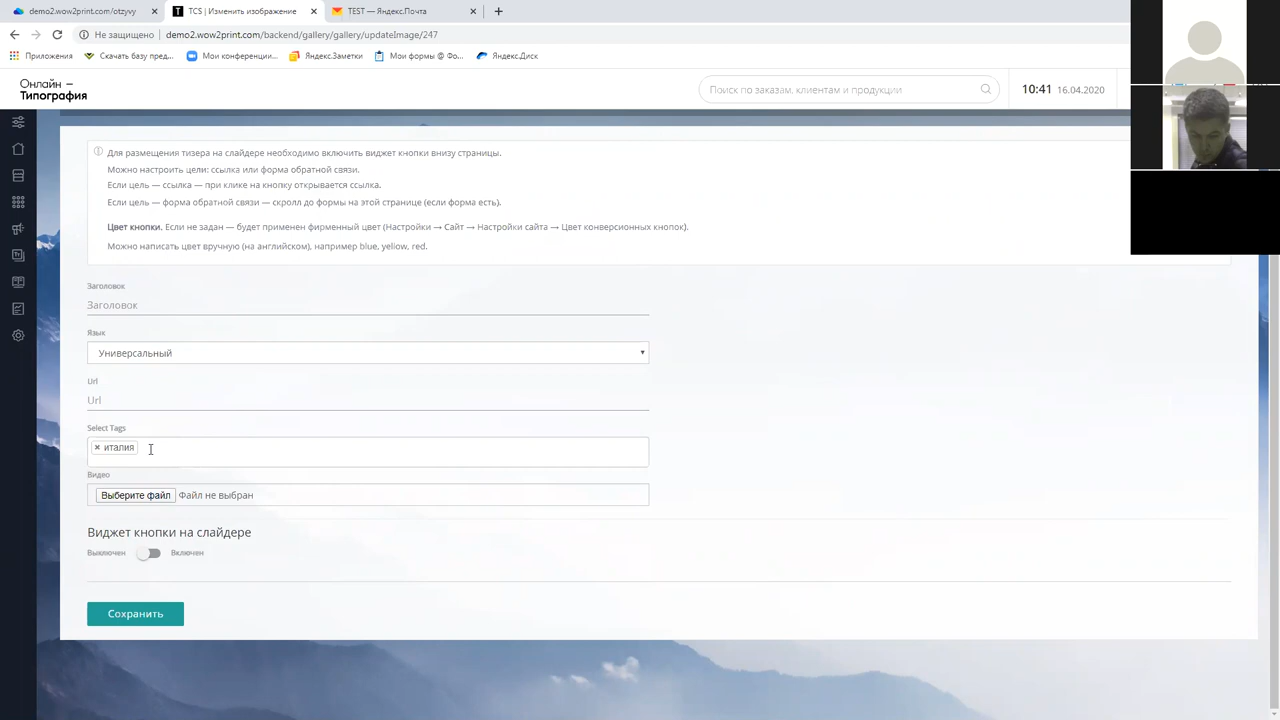 demo2.wow2print.com/otzyvy
TCS | Изменить изображение
TEST — Яндекс.Почта
Не защищено
demo2.wow2print.com/backend/gallery/gallery/updateImage/247
Приложения
Скачать базу пред...
Мои конференци...
Яндекс.Заметки
Мои формы @ Фо...
Яндекс.Диск
Онлайн –
Типография
Поиск по заказам, клиентам и продукции
10:41 16.04.2020
Для размещения тизера на слайдере необходимо включить виджет кнопки внизу страницы.
Можно настроить цели: ссылка или форма обратной связи.
Если цель — ссылка — при клике на кнопку открывается ссылка.
Если цель — форма обратной связи — скролл до формы на этой странице (если форма есть).
Цвет кнопки. Если не задан — будет применен фирменный цвет (Настройки → Сайт → Настройки сайта → Цвет конверсионных кнопок).
Можно написать цвет вручную (на английском), например blue, yellow, red.
Заголовок
Заголовок
Язык
Универсальный
Url
Url
Select Tags
× италия
Видео
Выберите файл Файл не выбран
Виджет кнопки на слайдере
Выключен Включен
Сохранить